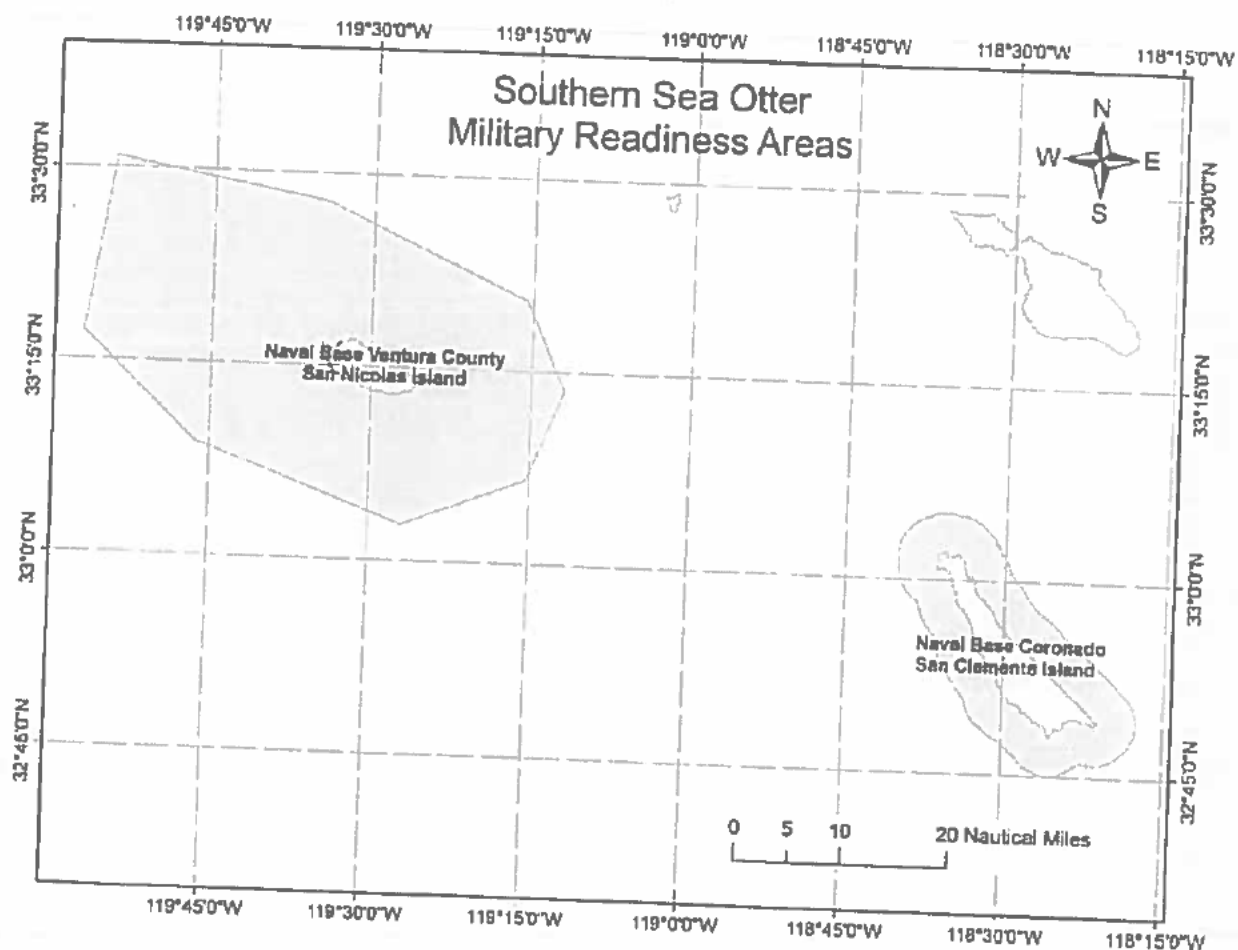 119°45'0"W 119°30'0"W 119°15'0"W 119°0'0"W 118°45'0"W 118°30'0"W 118°15'0"W
Southern Sea Otter
Military Readiness Areas
N
W E
S
33°30'0"N
33°30'0"N
33°15'0"N
Naval Base Ventura County
San Nicolas Island
33°15'0"N
33°0'0"N
33°0'0"N
Naval Base Coronado
San Clemente Island
32°45'0"N
32°45'0"N
0 5 10 20 Nautical Miles
119°45'0"W 119°30'0"W 119°15'0"W 119°0'0"W 118°45'0"W 118°30'0"W 118°15'0"W